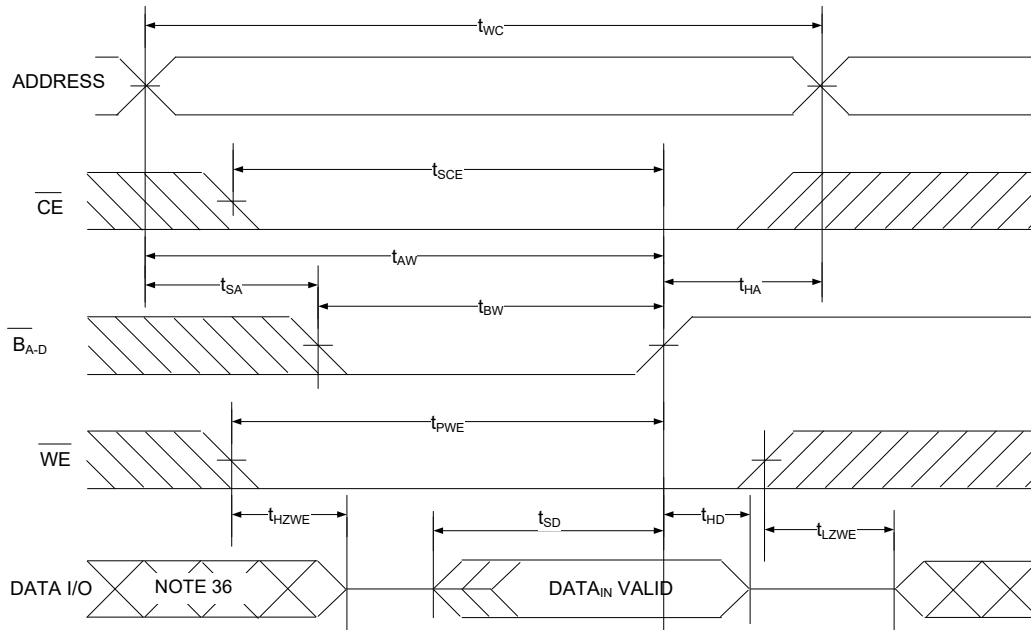 tWC
ADDRESS
tSCE
CE
tAW
tSA
tHA
tBW
BA-D
tPWE
WE
tHZWE
tSD
tHD
tLZWE
DATA I/O NOTE 36 DATAIN VALID